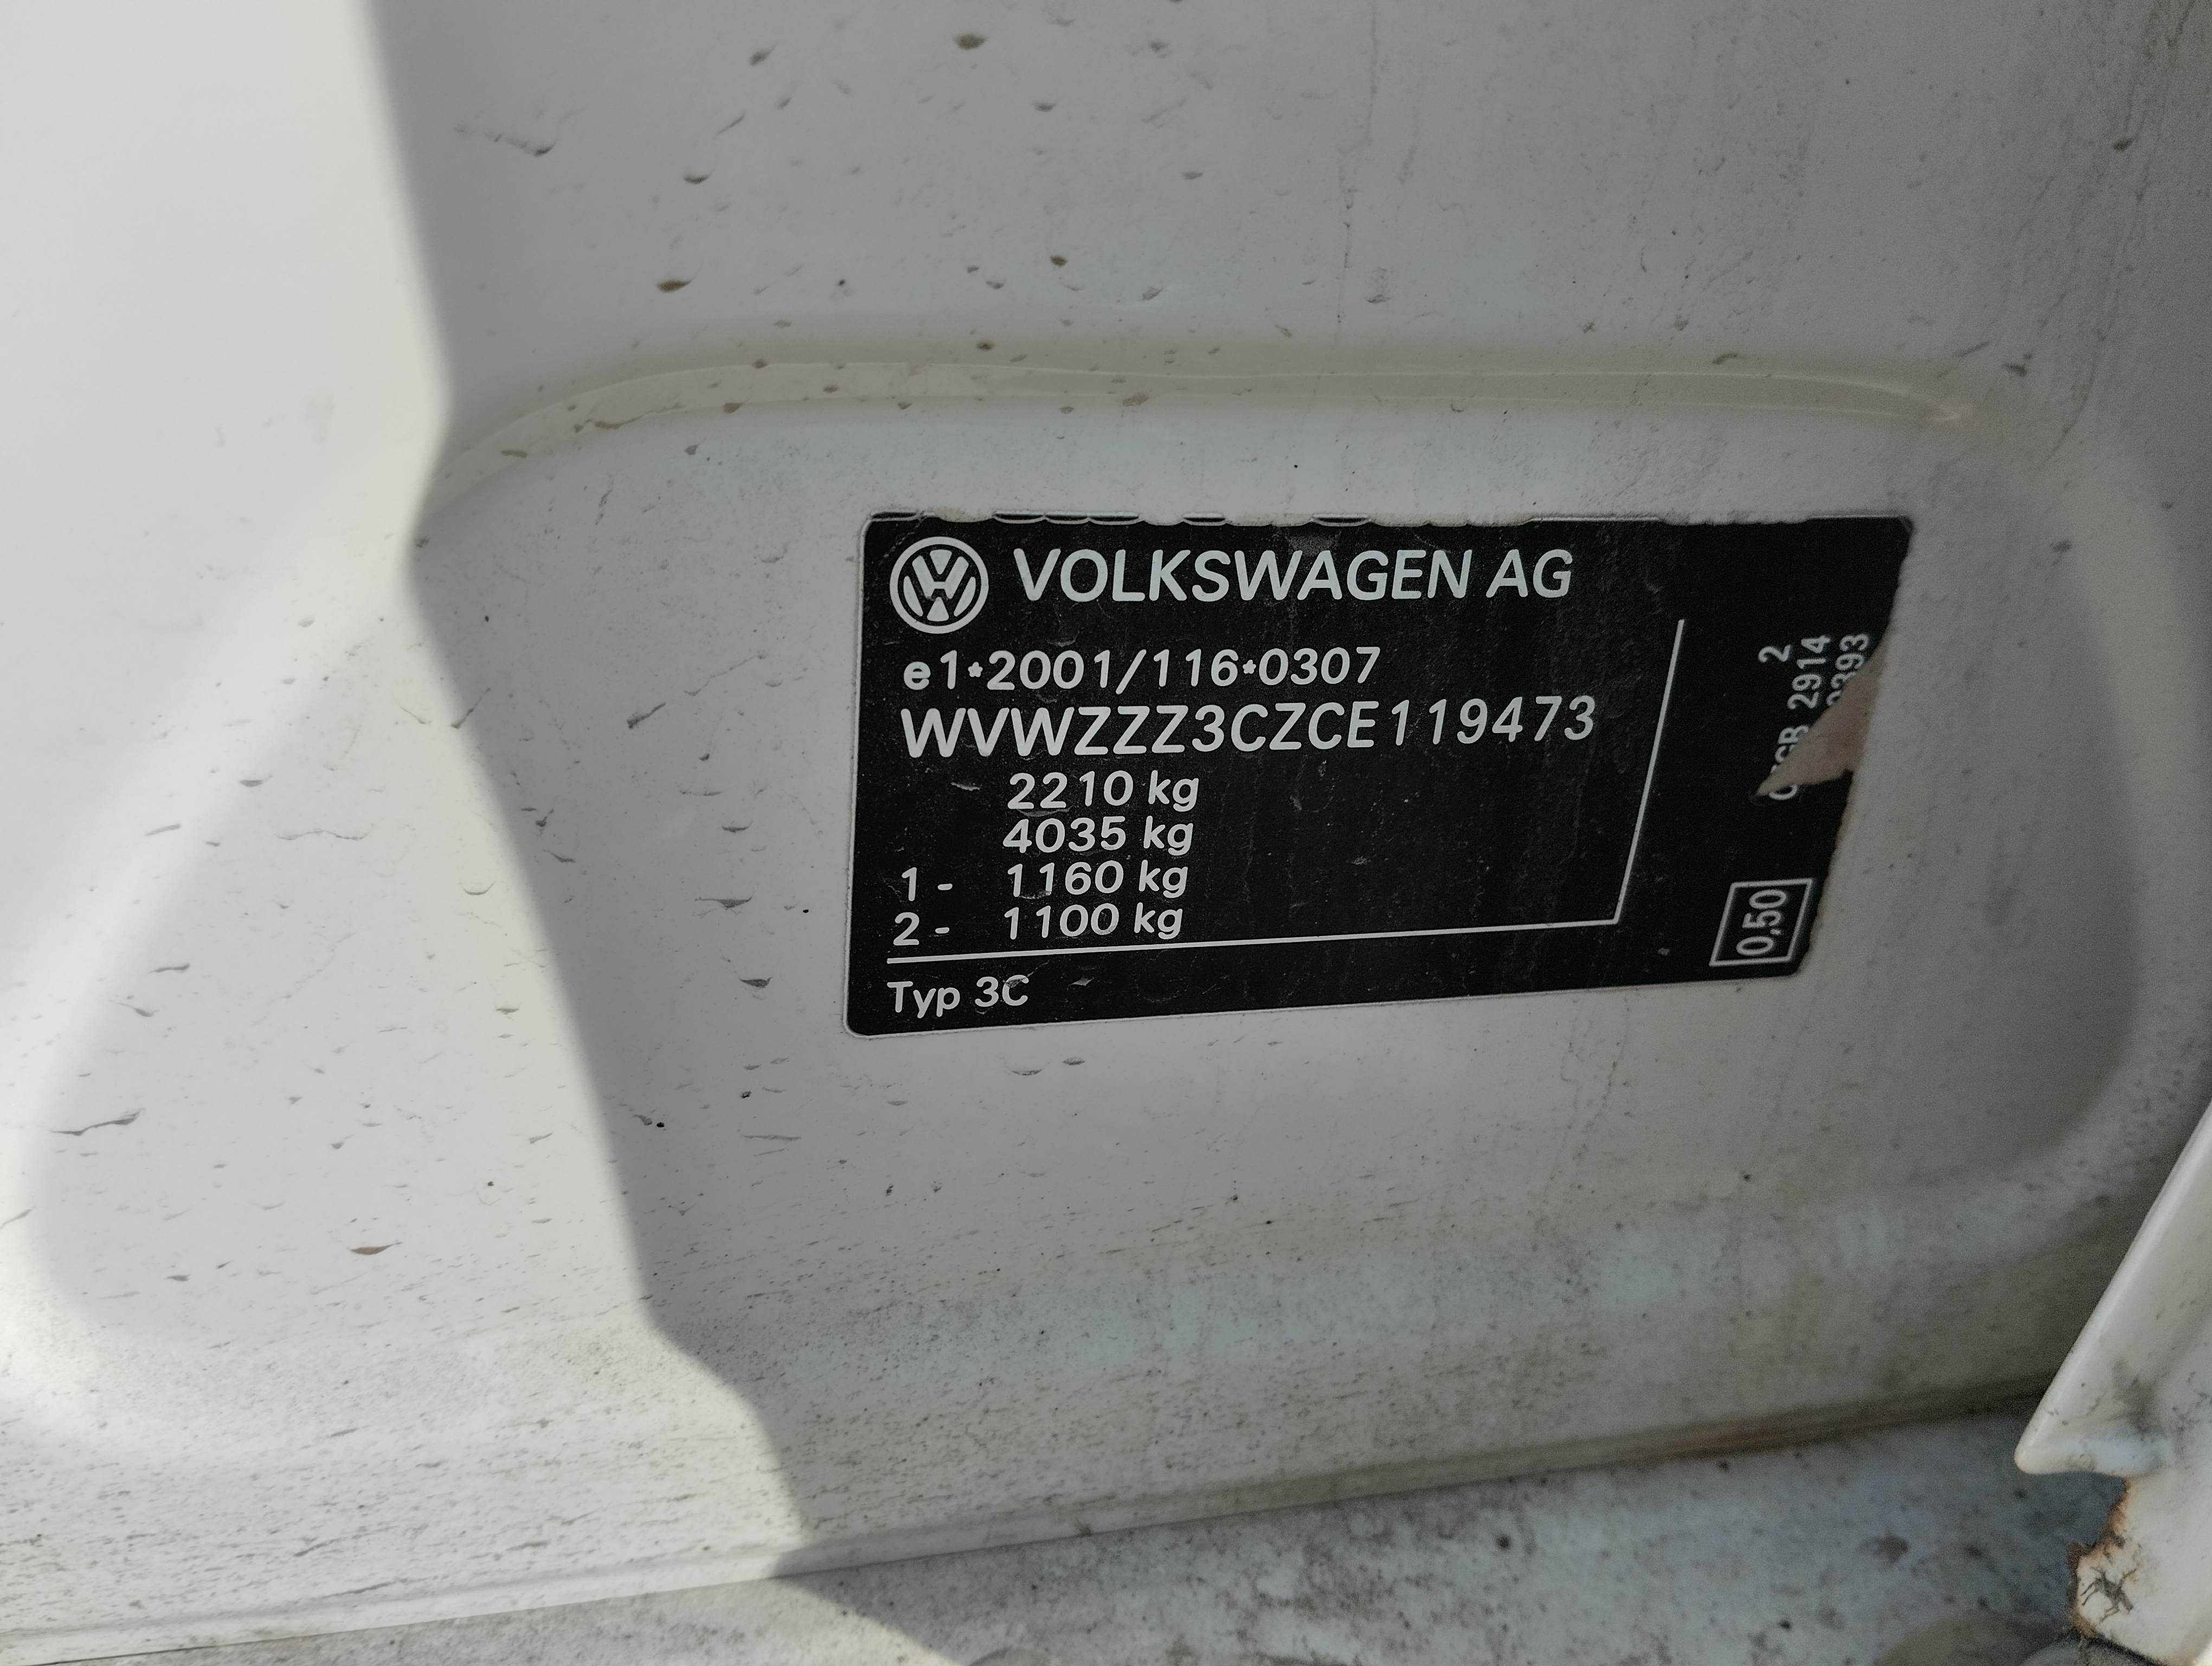 VOLKSWAGEN AG
e1*2001/116*0307
WVWZZZ3CZCE119473
2210 kg
4035 kg
1 - 1160 kg
2 - 1100 kg
Typ 3C
2
2914
0,50